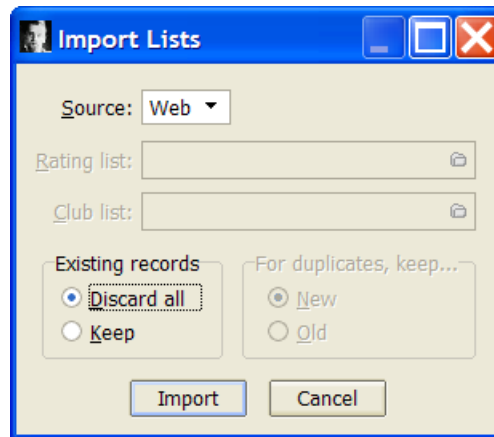 Import Lists
Source: Web
Rating list:
Club list:
Existing records
Discard all
Keep
For duplicates, keep...
New
Old
Import
Cancel